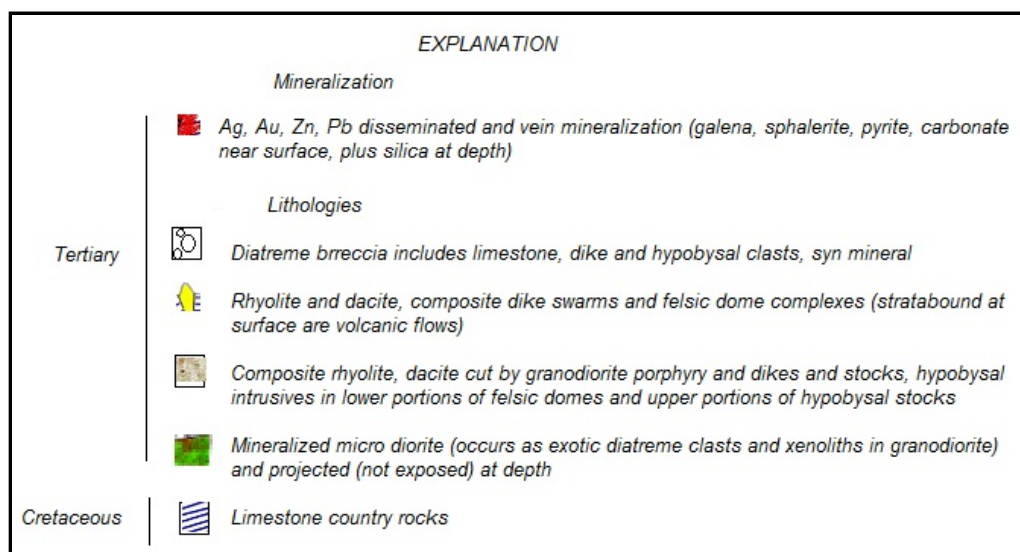 EXPLANATION
Mineralization
Ag, Au, Zn, Pb disseminated and vein mineralization (galena, sphalerite, pyrite, carbonate
near surface, plus silica at depth)
Lithologies
Tertiary
Diatreme brreccia includes limestone, dike and hypobysal clasts, syn mineral
Rhyolite and dacite, composite dike swarms and felsic dome complexes (stratabound at
surface are volcanic flows)
Composite rhyolite, dacite cut by granodiorite porphyry and dikes and stocks, hypobysal
intrusives in lower portions of felsic domes and upper portions of hypobysal stocks
Mineralized micro diorite (occurs as exotic diatreme clasts and xenoliths in granodiorite)
and projected (not exposed) at depth
Cretaceous
Limestone country rocks